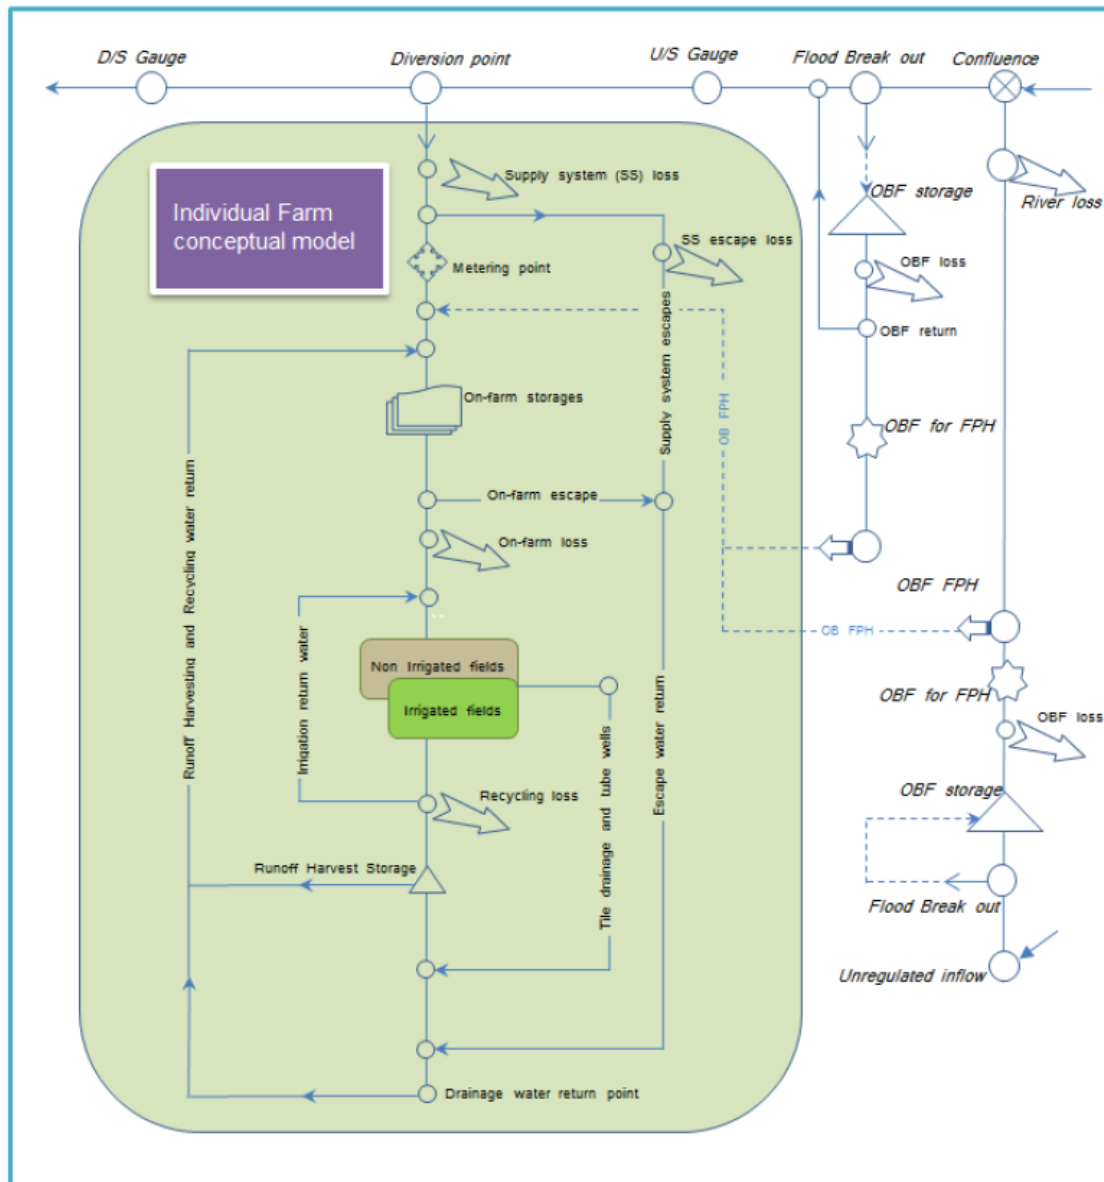 D/S Gauge
Diversion point
U/S Gauge
Flood Break out
Confluence
Individual Farm
conceptual model
Supply system (SS) loss
OBF storage
River loss
SS escape loss
Metering point
OBF loss
OBF return
Supply system escapes
On-farm storages
OB FPH
OBF for FPH
Runoff Harvesting and Recycling water return
On-farm escape
On-farm loss
OBF FPH
OB FPH
Irrigation return water
Non Irrigated fields
Irrigated fields
Escape water return
Tile drainage and tube wells
OBF for FPH
OBF loss
Recycling loss
OBF storage
Runoff Harvest Storage
Flood Break out
Unregulated inflow
Drainage water return point